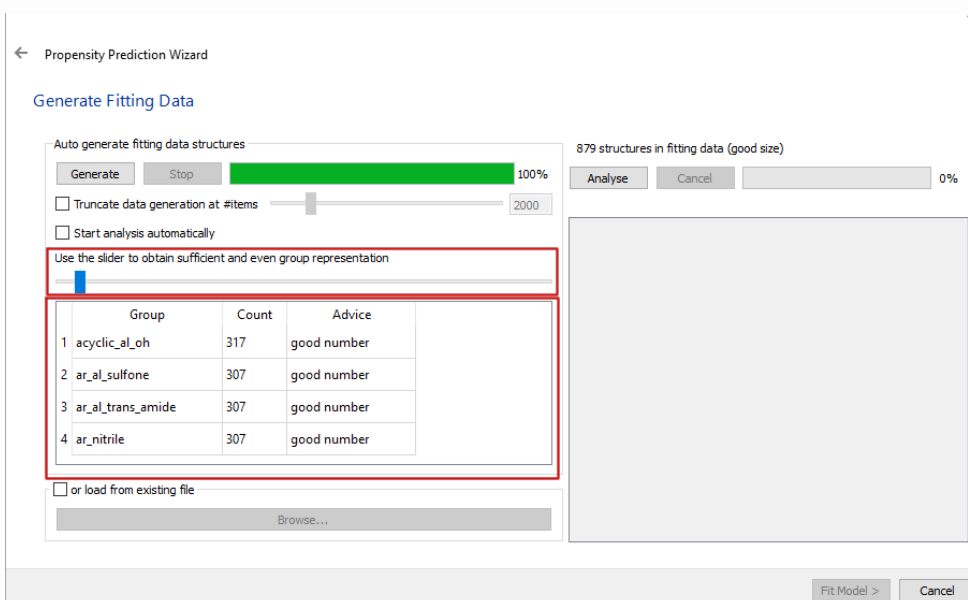 Propensity Prediction Wizard
Generate Fitting Data
Auto generate fitting data structures
Generate Stop 100%
Truncate data generation at #items 2000
Start analysis automatically
Use the slider to obtain sufficient and even group representation
Group Count Advice
1 acyclic_al_oh 317 good number
2 ar_al_sulfone 307 good number
3 ar_al_trans_amide 307 good number
4 ar_nitrile 307 good number
or load from existing file
Browse...
879 structures in fitting data (good size)
Analyse Cancel 0%
Fit Model > Cancel